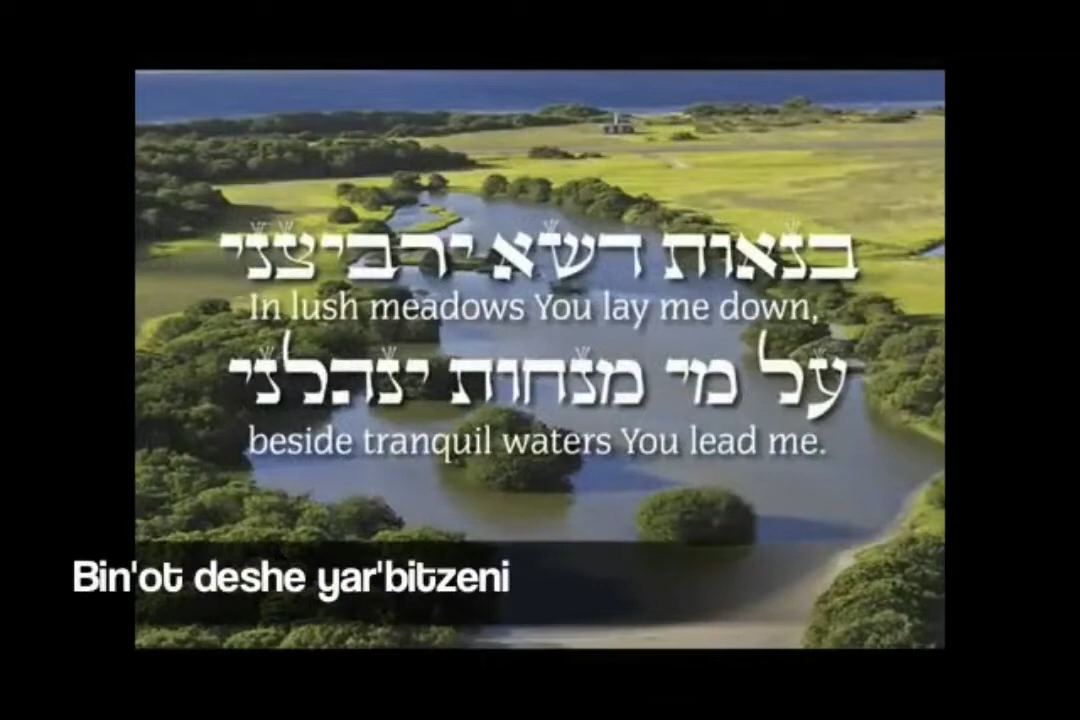 בנאות דשא ירביצני
In lush meadows You lay me down,
על מי מנחות ינהלני
beside tranquil waters You lead me.
Bin'ot deshe yar'bitzeni